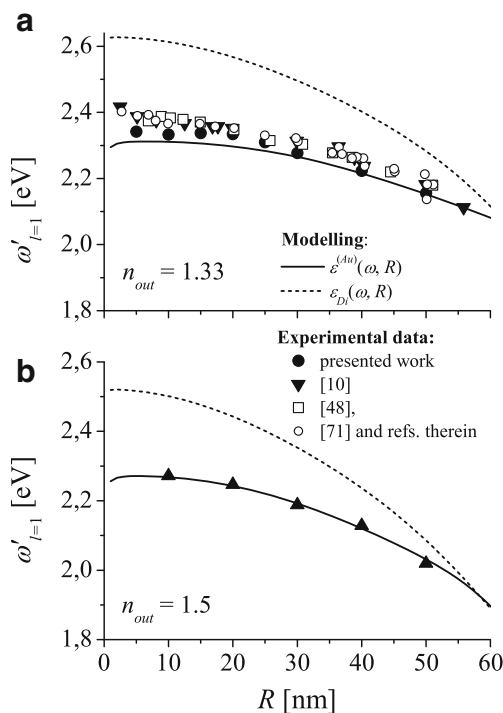 a
2,6
2,4
2,2
2,0
1,8
ω'l=1 [eV]
nout = 1.33
Modelling:
ε(Au)(ω, R)
εDi(ω, R)
Experimental data:
presented work
[10]
[48],
[71] and refs. therein
b
2,6
2,4
2,2
2,0
1,8
ω'l=1 [eV]
nout = 1.5
0 10 20 30 40 50 60
R [nm]